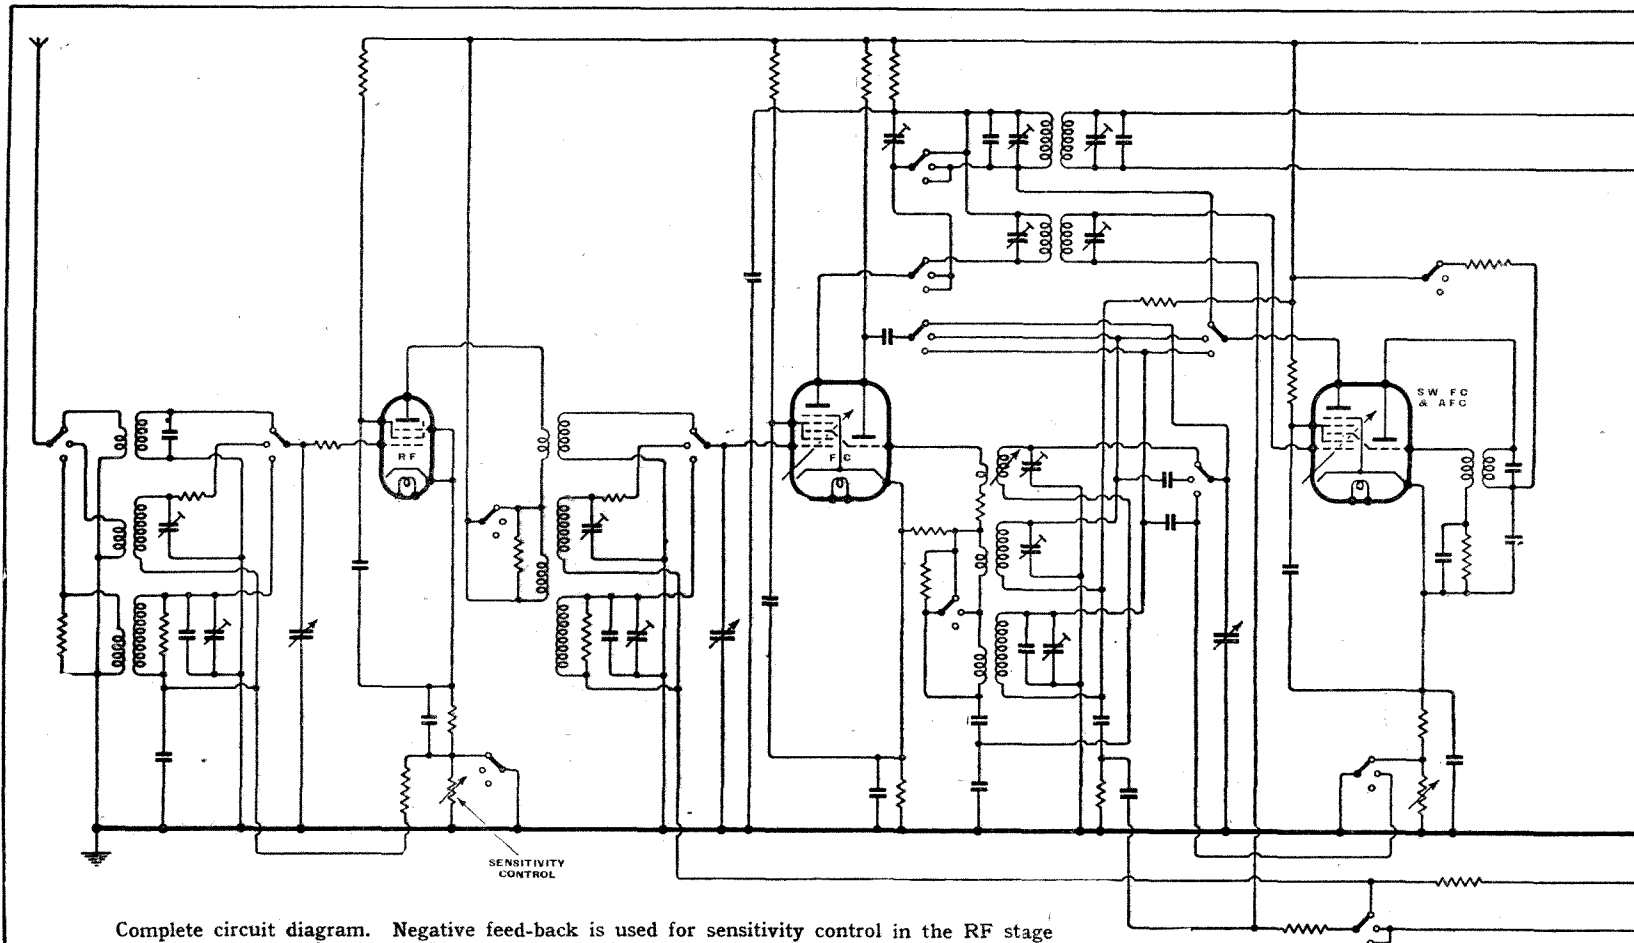 SW FC
& AFC
RF
FC
SENSITIVITY
CONTROL
Complete circuit diagram. Negative feed-back is used for sensitivity control in the RF stage